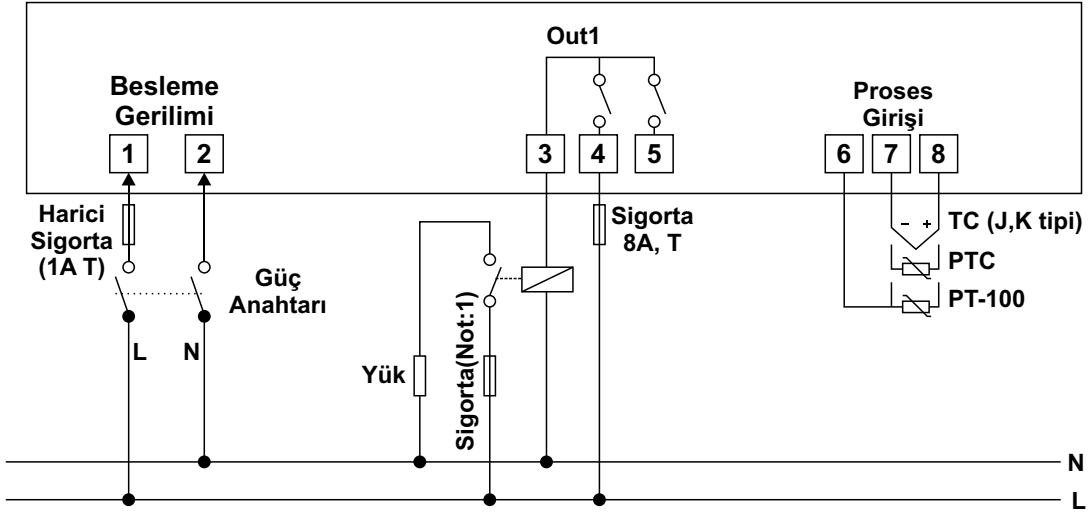 Out1
Besleme
Gerilimi
Proses
Girişi
1
2
3
4
5
6
7
8
Harici
Sigorta
(1A T)
Güç
Anahtarı
L
N
Yük
Sigorta(Not:1)
Sigorta
8A, T
- +
TC (J,K tipi)
PTC
PT-100
N
L